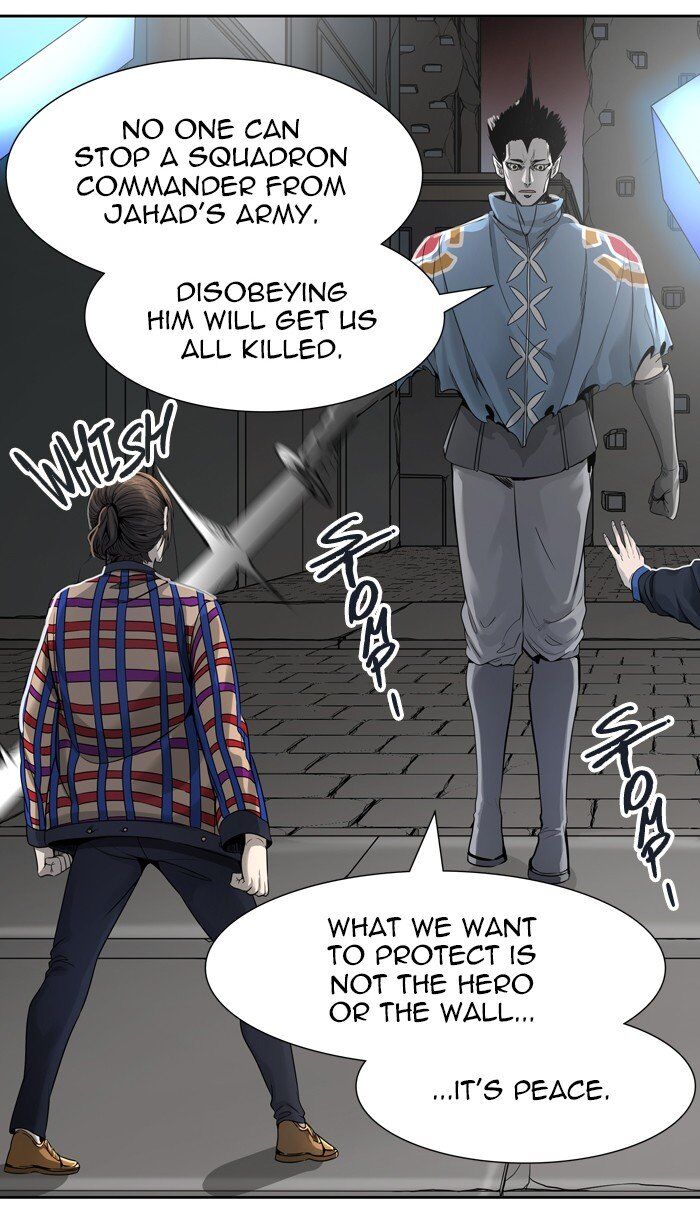 NO ONE CAN
STOP A SQUADRON
COMMANDER FROM
JAHAD'S ARMY.
DISOBEYING
HIM WILL GET US
ALL KILLED.
WHISH
STOMP
STOMP
WHAT WE WANT
TO PROTECT IS
NOT THE HERO
OR THE WALL...
...IT'S PEACE.